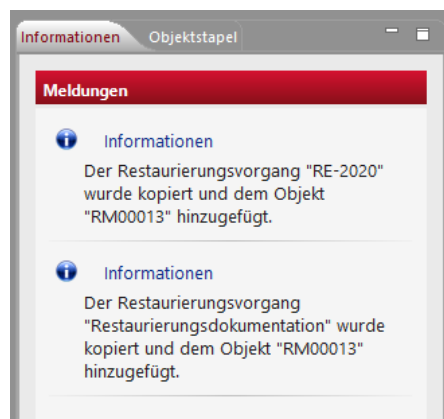 Informationen Objektstapel
Meldungen
Informationen
Der Restaurierungsvorgang "RE-2020"
wurde kopiert und dem Objekt
"RM00013" hinzugefügt.
Informationen
Der Restaurierungsvorgang
"Restaurierungsdokumentation" wurde
kopiert und dem Objekt "RM00013"
hinzugefügt.